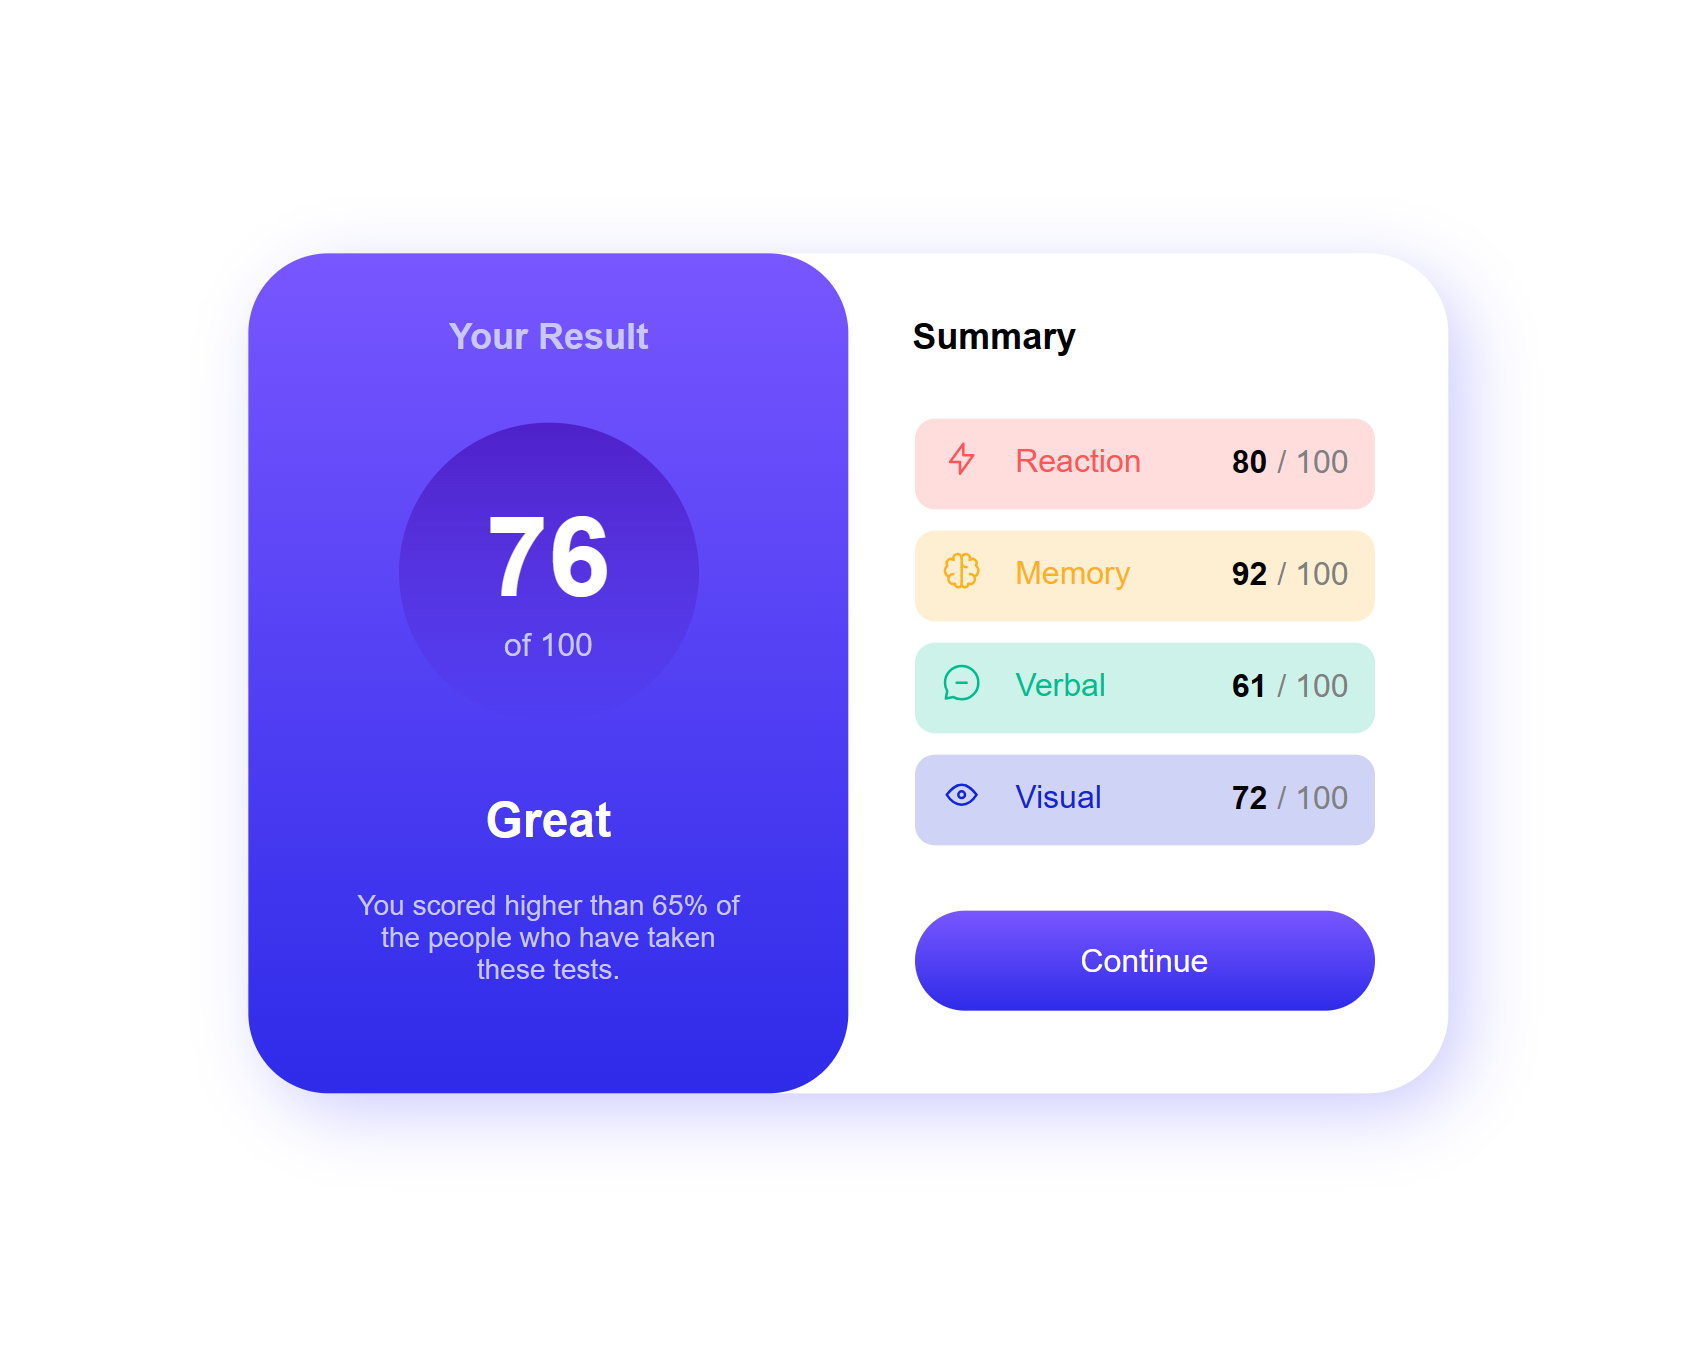 Your Result
76
of 100
Great
You scored higher than 65% of
the people who have taken
these tests.
Summary
Reaction 80 / 100
Memory 92 / 100
Verbal 61 / 100
Visual 72 / 100
Continue